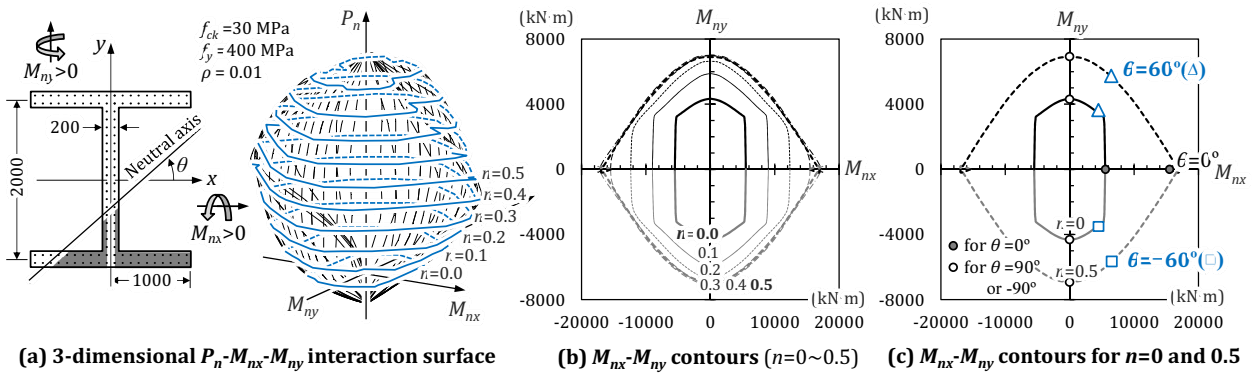 f_ck =30 MPa
f_y = 400 MPa
ρ = 0.01
M_ny>0
y
200
2000
Neutral axis
θ
x
M_nx>0
1000
P_n
n=0.5
n=0.4
n=0.3
n=0.2
n=0.1
n=0.0
M_ny
M_nx
(a) 3-dimensional P_n-M_nx-M_ny interaction surface
(kN·m)
M_ny
8000
4000
0
-4000
-8000
M_nx
n=0.0
0.1
0.2
0.3 0.4 0.5
(kN·m)
-20000 -10000 0 10000 20000
(b) M_nx-M_ny contours (n=0~0.5)
(kN·m)
M_ny
8000
4000
0
-4000
-8000
θ=60°(Δ)
θ=0°
M_nx
n=0
n=0.5
θ=−60°(□)
for θ =0°
for θ =90°
or -90°
(kN·m)
-20000 -10000 0 10000 20000
(c) M_nx-M_ny contours for n=0 and 0.5